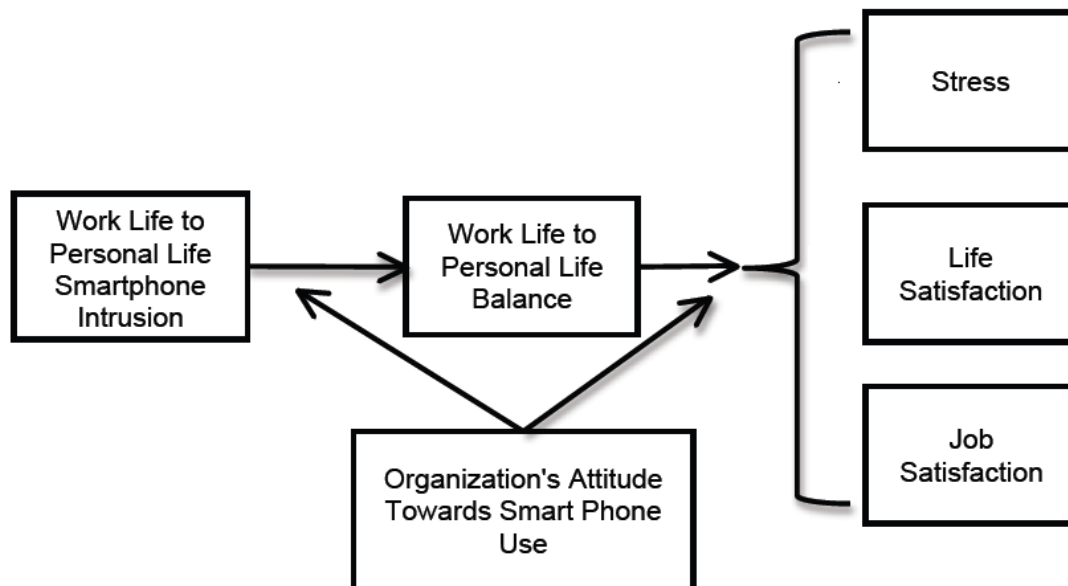 Stress
Work Life to
Personal Life
Smartphone
Intrusion
Work Life to
Personal Life
Balance
Life
Satisfaction
Organization's Attitude
Towards Smart Phone
Use
Job
Satisfaction